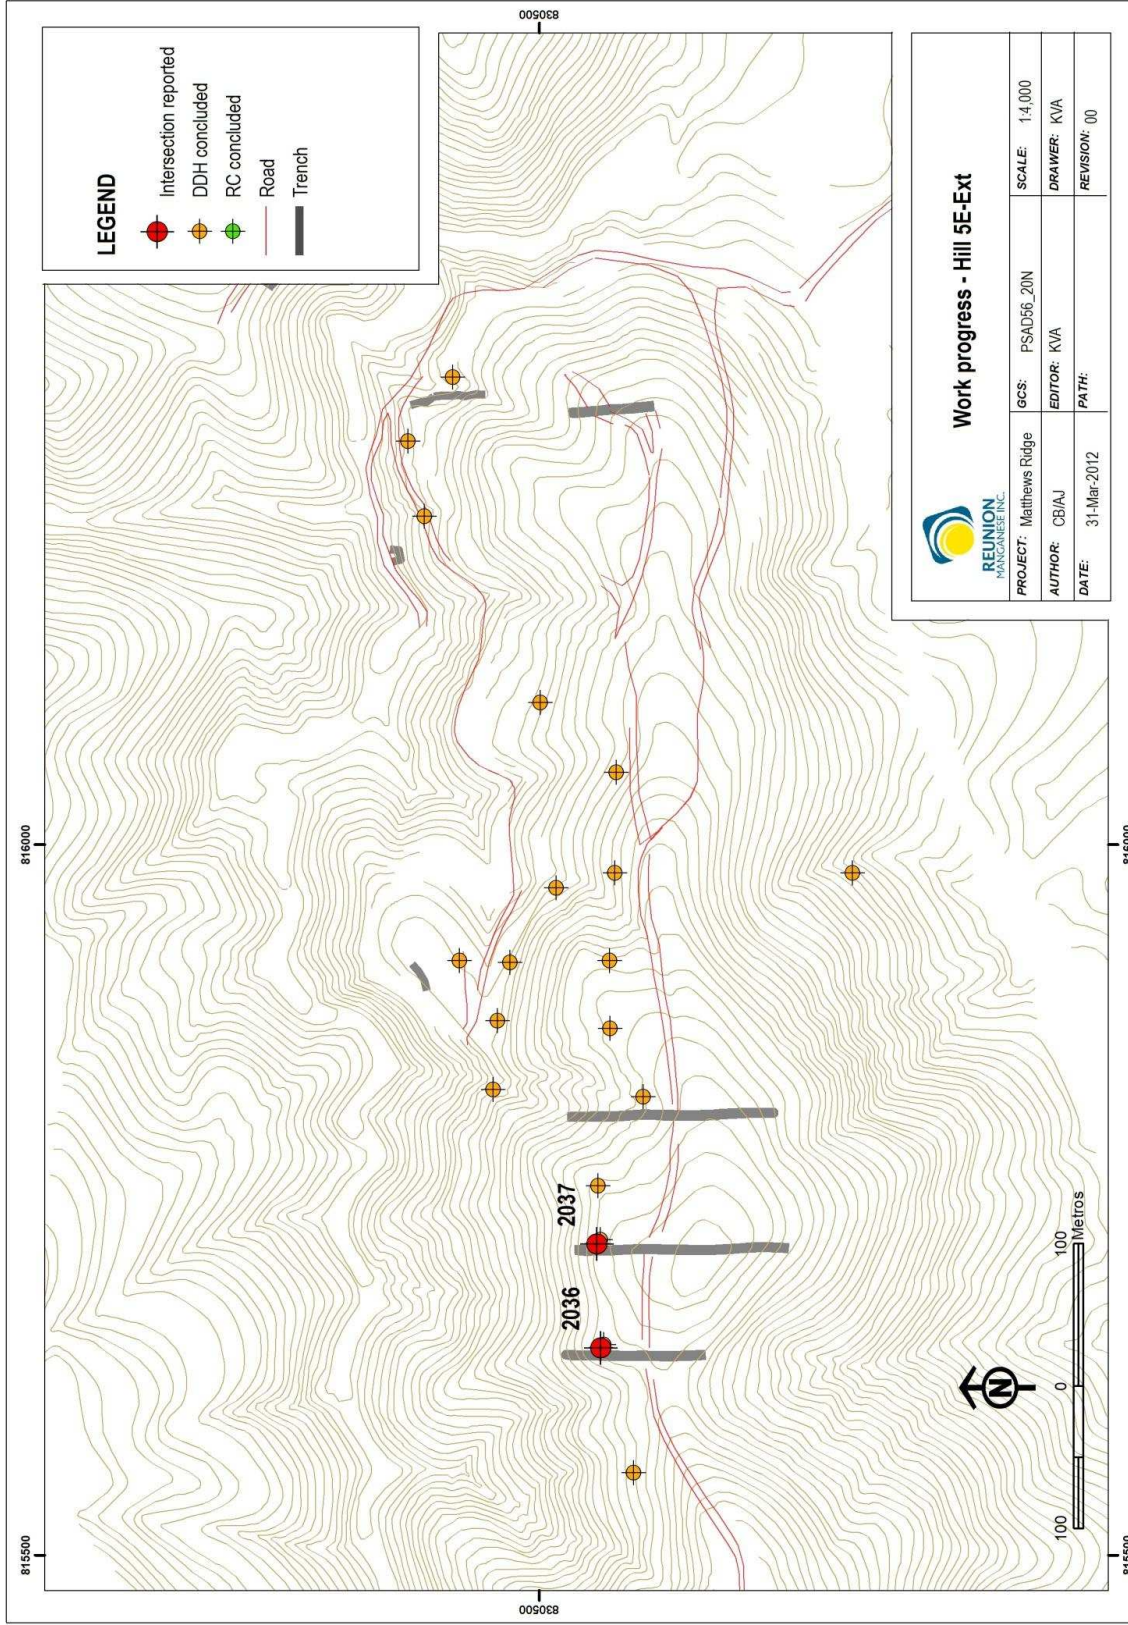 830500
LEGEND
Intersection reported
DDH concluded
RC concluded
Road
Trench
816000
816000
815500
815500
2036
2037
N
100 0 100
Metros
830500
REUNION
MANGANESE INC.
Work progress - Hill 5E-Ext
PROJECT: Matthews Ridge GCS: PSAD56_20N SCALE: 1:4,000
AUTHOR: CB/AJ EDITOR: KVA DRAWER: KVA
DATE: 31-Mar-2012 PATH: REVISION: 00